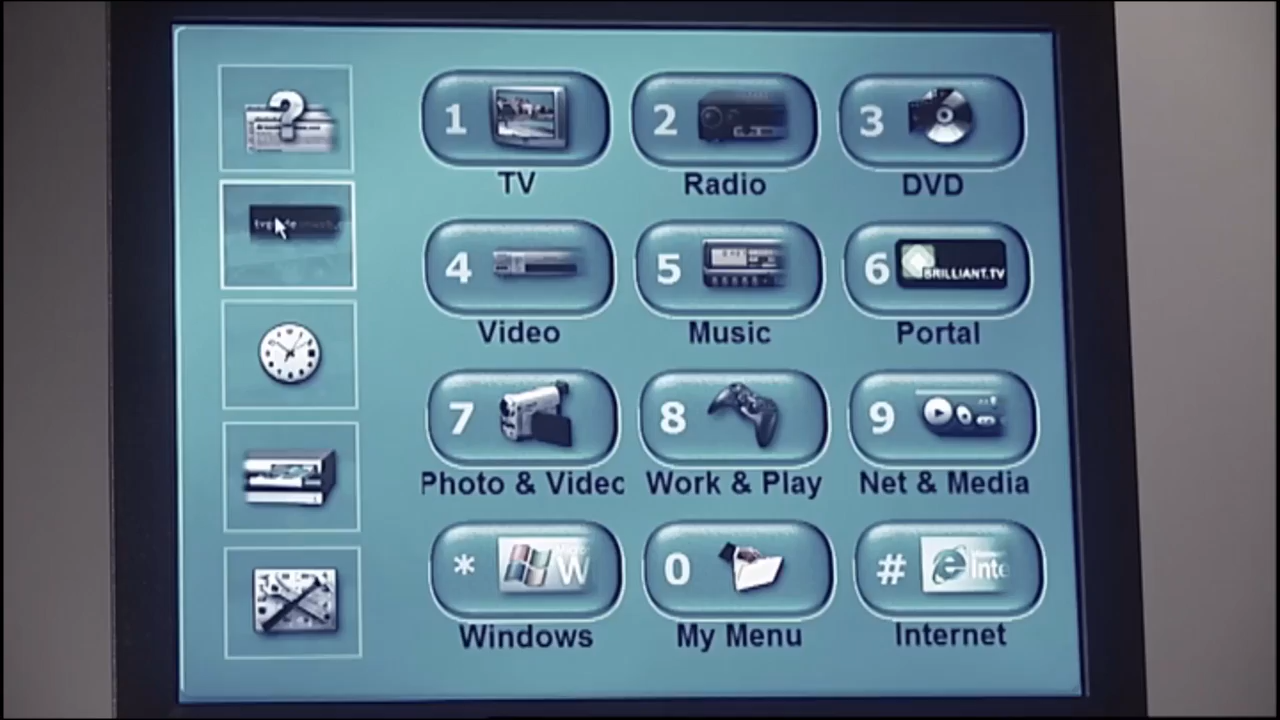 1
TV
2
Radio
3
DVD
4
Video
5
Music
6 BRILLIANT.TV
Portal
7
Photo & Videc
8
Work & Play
9
Net & Media
* W
Windows
0
My Menu
# Inte
Internet